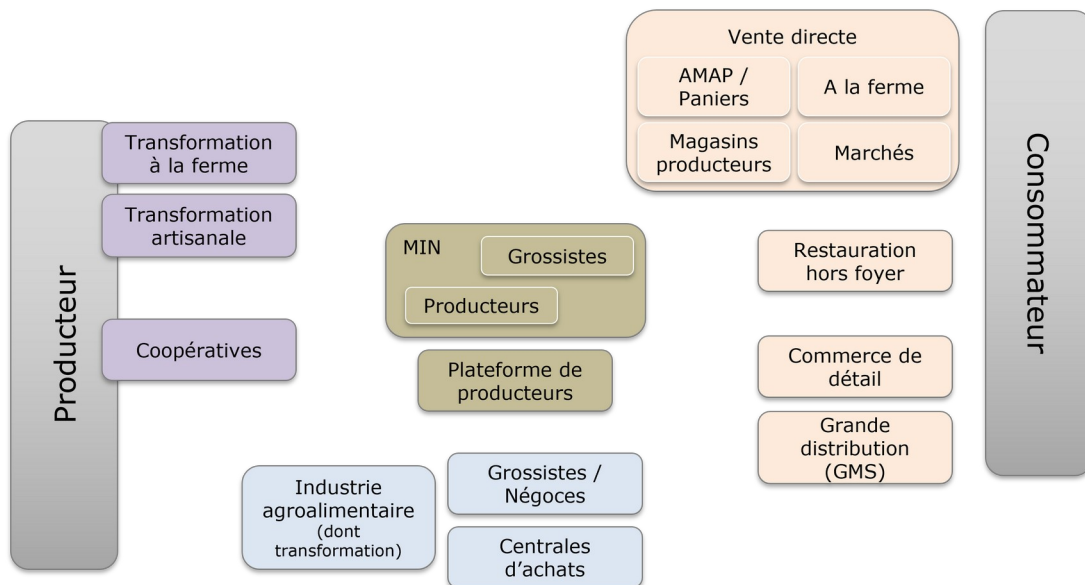 Vente directe
AMAP /
Paniers
A la ferme
Magasins
producteurs
Marchés
Producteur
Transformation
à la ferme
Transformation
artisanale
Coopératives
MIN
Grossistes
Producteurs
Plateforme de
producteurs
Industrie
agroalimentaire
(dont
transformation)
Grossistes /
Négoces
Centrales
d'achats
Restauration
hors foyer
Commerce de
détail
Grande
distribution
(GMS)
Consommateur